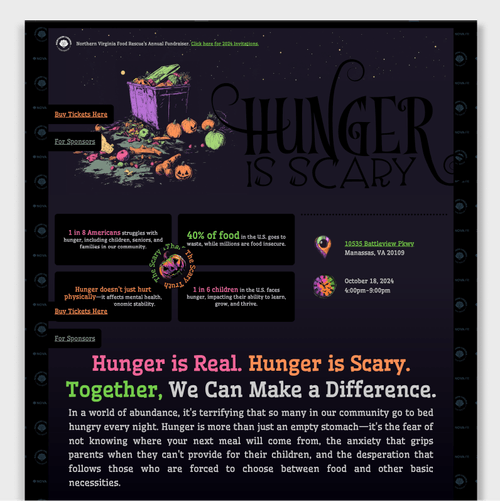 Northern Virginia Food Rescue's Annual Fundraiser. Click here for 2024 invitations.
HUNGER
IS SCARY
Buy Tickets Here
For Sponsors
1 in 8 Americans struggles with
hunger, including children, seniors, and
families in our community.
40% of food in the U.S. goes to
waste, while millions are food insecure.
The Scary Truth
The Scary
10535 Battleview Pkwy
Manassas, VA 20109
October 18, 2024
4:00pm-9:00pm
Hunger doesn't just hurt
physically—it affects mental health,
enomic stability.
1 in 6 children in the U.S. faces
hunger, impacting their ability to learn,
grow, and thrive.
Buy Tickets Here
For Sponsors
Hunger is Real. Hunger is Scary.
Together, We Can Make a Difference.
In a world of abundance, it's terrifying that so many in our community go to bed
hungry every night. Hunger is more than just an empty stomach—it's the fear of
not knowing where your next meal will come from, the anxiety that grips
parents when they can't provide for their children, and the desperation that
follows those who are forced to choose between food and other basic
necessities.